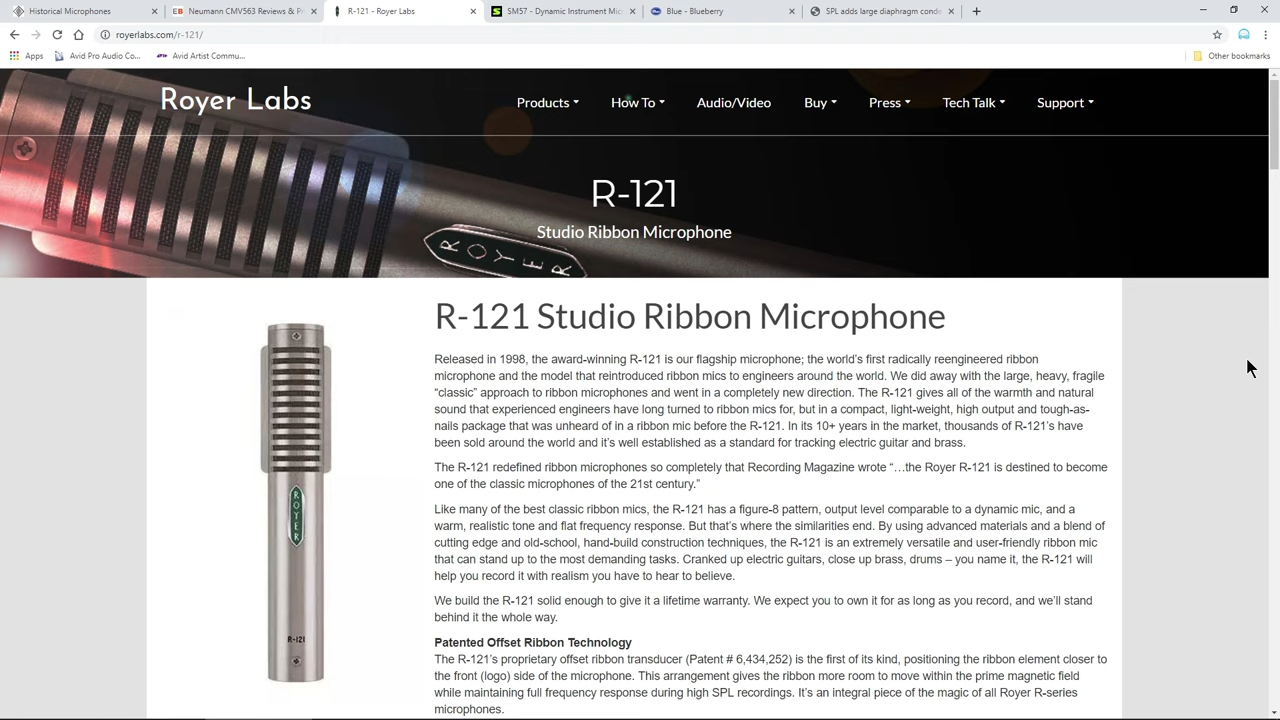 Historical Microphones
Neumann CMV563 Reviews & P
R-121 - Royer Labs
SM57 - Dynamic Instrument Mic
Blue - Blueberry
SPL adds large diaphragm cond
royerlabs.com/r-121/
Apps
Avid Pro Audio Co...
Avid Artist Commu...
Other bookmarks
Royer Labs
Products
How To
Audio/Video
Buy
Press
Tech Talk
Support
R-121
Studio Ribbon Microphone
ROYER
R-121 Studio Ribbon Microphone
Released in 1998, the award-winning R-121 is our flagship microphone; the world's first radically reengineered ribbon
microphone and the model that reintroduced ribbon mics to engineers around the world. We did away with the large, heavy, fragile
“classic” approach to ribbon microphones and went in a completely new direction. The R-121 gives all of the warmth and natural
sound that experienced engineers have long turned to ribbon mics for, but in a compact, light-weight, high output and tough-as-
nails package that was unheard of in a ribbon mic before the R-121. In its 10+ years in the market, thousands of R-121's have
been sold around the world and it's well established as a standard for tracking electric guitar and brass.
The R-121 redefined ribbon microphones so completely that Recording Magazine wrote “…the Royer R-121 is destined to become
one of the classic microphones of the 21st century.”
Like many of the best classic ribbon mics, the R-121 has a figure-8 pattern, output level comparable to a dynamic mic, and a
warm, realistic tone and flat frequency response. But that's where the similarities end. By using advanced materials and a blend of
cutting edge and old-school, hand-build construction techniques, the R-121 is an extremely versatile and user-friendly ribbon mic
that can stand up to the most demanding tasks. Cranked up electric guitars, close up brass, drums – you name it, the R-121 will
help you record it with realism you have to hear to believe.
We build the R-121 solid enough to give it a lifetime warranty. We expect you to own it for as long as you record, and we'll stand
behind it the whole way.
Patented Offset Ribbon Technology
The R-121's proprietary offset ribbon transducer (Patent # 6,434,252) is the first of its kind, positioning the ribbon element closer to
the front (logo) side of the microphone. This arrangement gives the ribbon more room to move within the prime magnetic field
while maintaining full frequency response during high SPL recordings. It's an integral piece of the magic of all Royer R-series
microphones.
ROYER
R-121